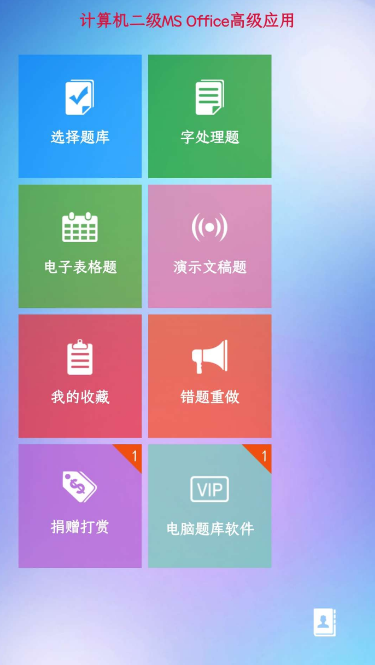 计算机二级MS Office高级应用
选择题库
字处理题
电子表格题
演示文稿题
我的收藏
错题重做
1
捐赠打赏
1
VIP
电脑题库软件